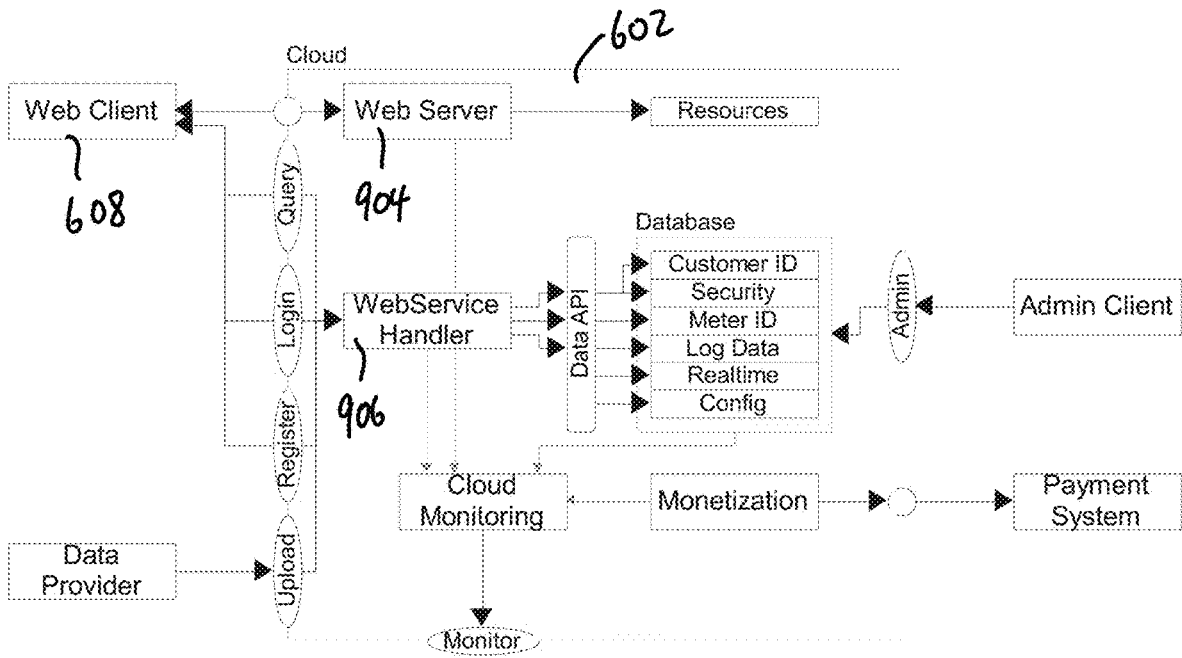 602
Cloud
Web Client
Web Server
Resources
608
904
Query
Database
Customer ID
Security
Meter ID
Log Data
Realtime
Config
Data API
WebService
Handler
Login
Admin
Admin Client
906
Register
Cloud
Monitoring
Monetization
Payment
System
Data
Provider
Upload
Monitor